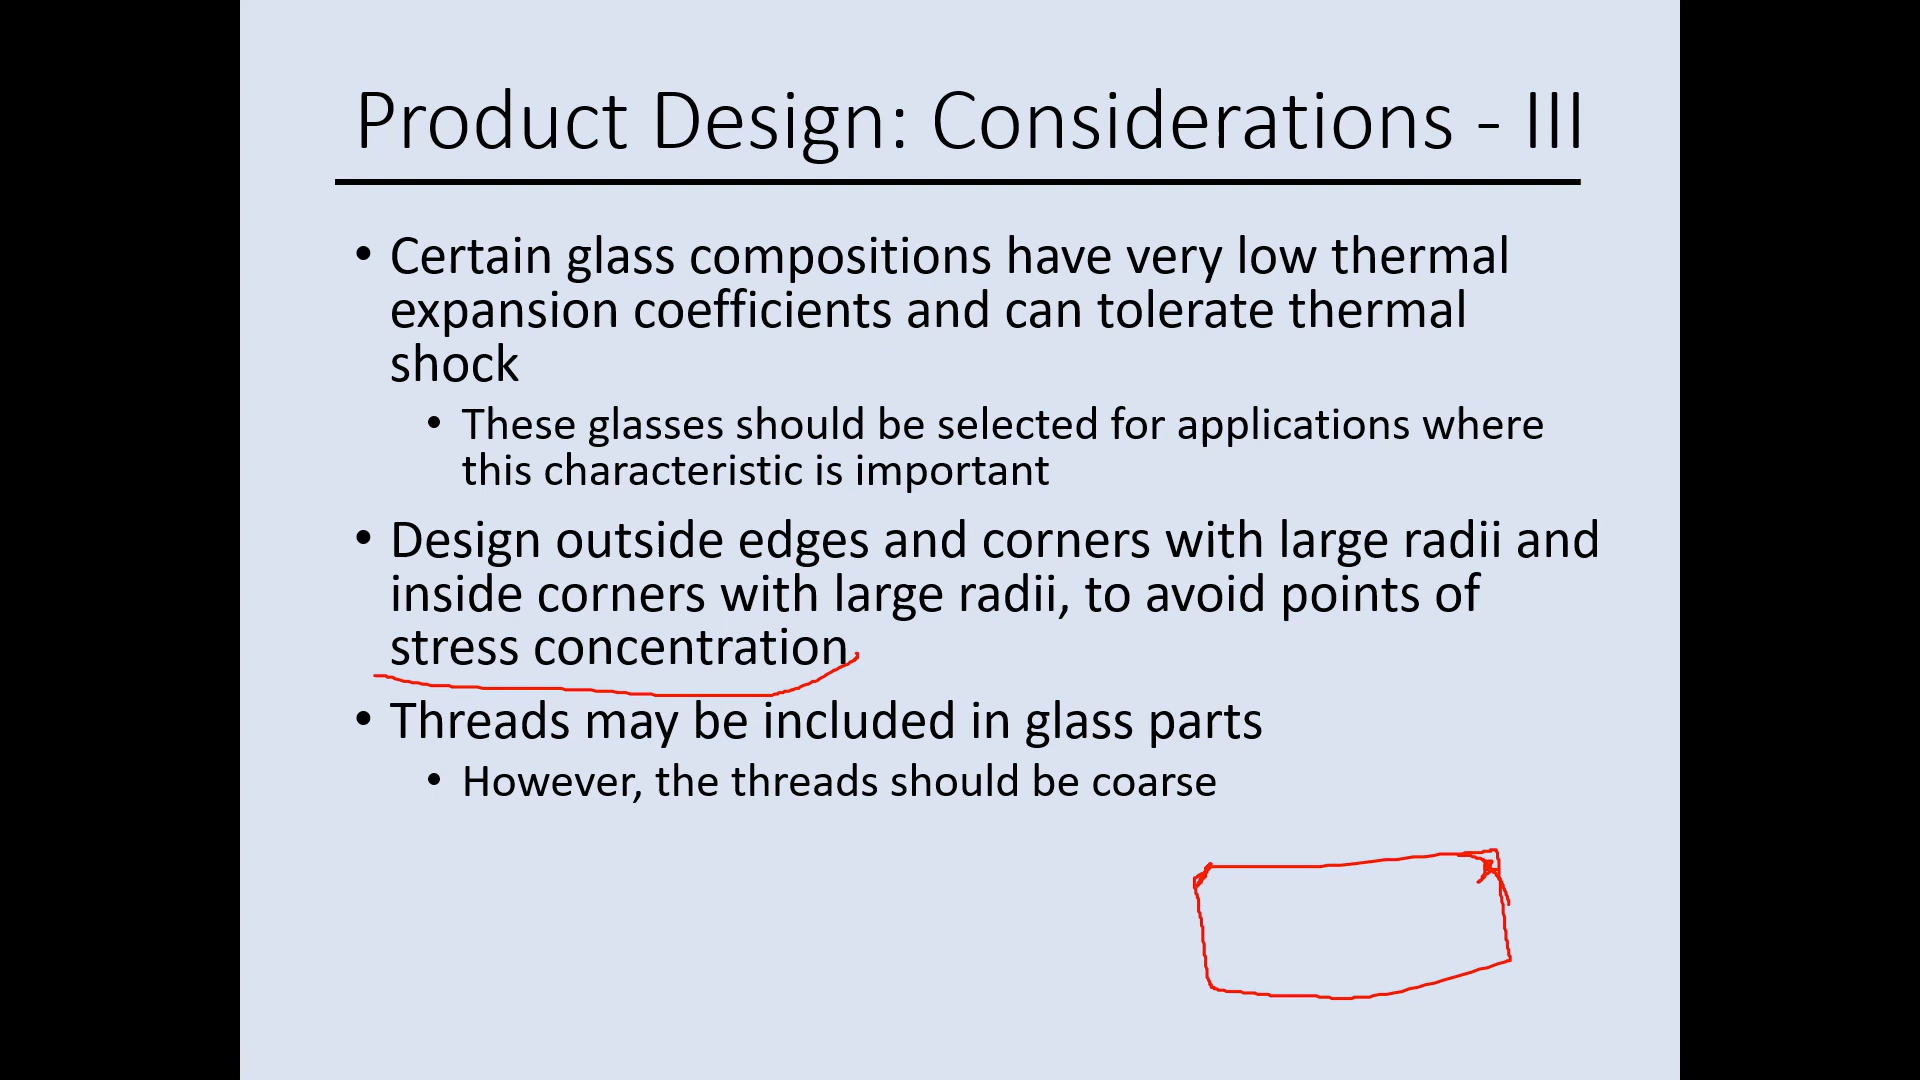 Product Design: Considerations - III
• Certain glass compositions have very low thermal
expansion coefficients and can tolerate thermal
shock
• These glasses should be selected for applications where
this characteristic is important
• Design outside edges and corners with large radii and
inside corners with large radii, to avoid points of
stress concentration
• Threads may be included in glass parts
• However, the threads should be coarse